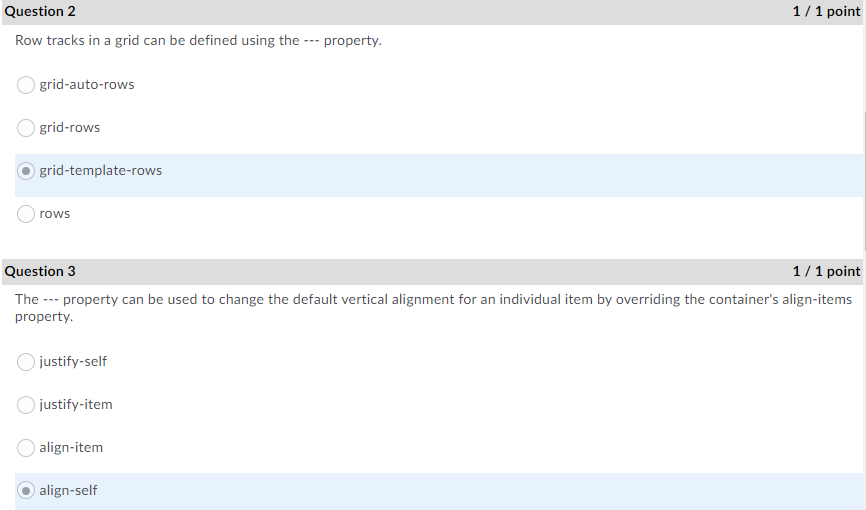 Question 2 1 / 1 point
Row tracks in a grid can be defined using the --- property.
grid-auto-rows
grid-rows
grid-template-rows
rows
Question 3 1 / 1 point
The --- property can be used to change the default vertical alignment for an individual item by overriding the container's align-items
property.
justify-self
justify-item
align-item
align-self